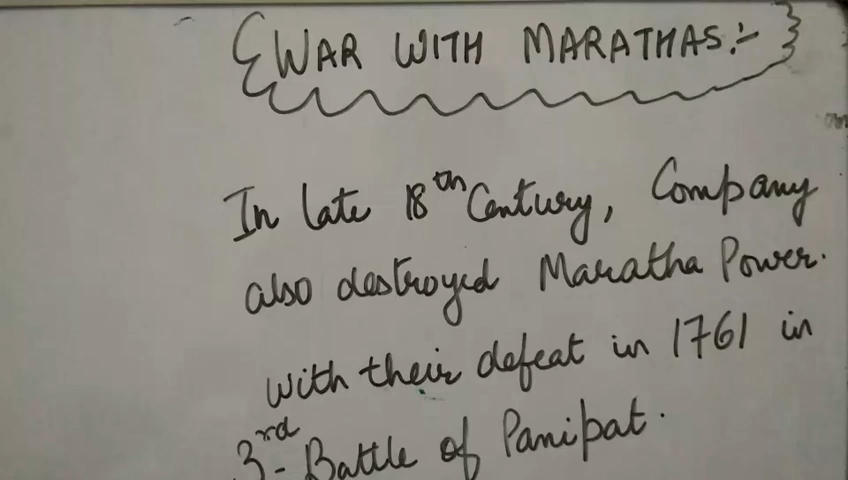 WAR WITH MARATHAS:-
In late 18th Century, Company
also destroyed Maratha Power.
With their defeat in 1761 in
3rd- Battle of Panipat.